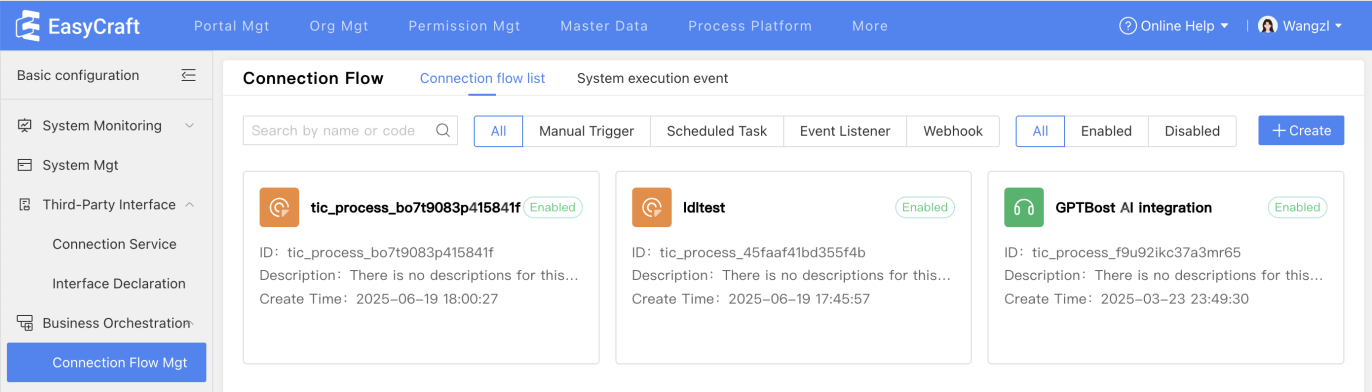 EasyCraft Portal Mgt Org Mgt Permission Mgt Master Data Process Platform More ? Online Help Wangzl
Basic configuration
System Monitoring
System Mgt
Third-Party Interface
Connection Service
Interface Declaration
Business Orchestration
Connection Flow Mgt
Connection Flow Connection flow list System execution event
Search by name or code All Manual Trigger Scheduled Task Event Listener Webhook All Enabled Disabled +Create
tic_process_bo7t9083p415841f Enabled
ID: tic_process_bo7t9083p415841f
Description: There is no descriptions for this...
Create Time: 2025-06-19 18:00:27
ldltest Enabled
ID: tic_process_45faaf41bd355f4b
Description: There is no descriptions for this...
Create Time: 2025-06-19 17:45:57
GPTBost AI integration Enabled
ID: tic_process_f9u92ikc37a3mr65
Description: There is no descriptions for this...
Create Time: 2025-03-23 23:49:30